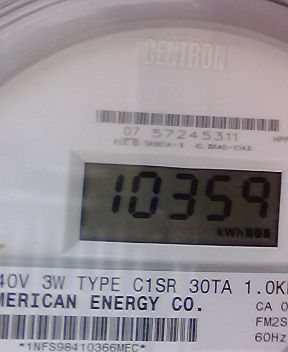 CENTRON®
07 57245311
10359
kWh
40V 3W TYPE C1SR 30TA 1.0K
MERICAN ENERGY CO.
CA 0
FM2S
60Hz
*1NFS98410366MEC*